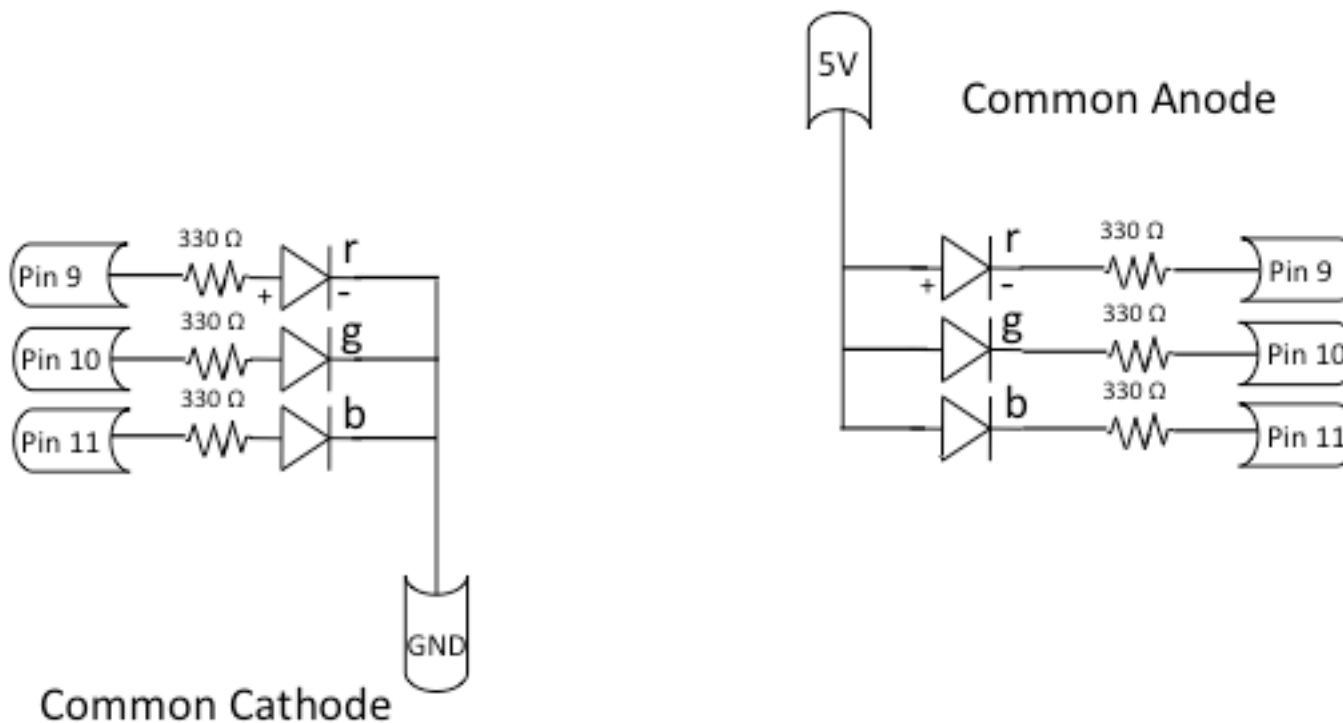 5V
Common Anode
330 Ω
r
Pin 9
+
-
330 Ω
g
Pin 10
330 Ω
b
Pin 11
GND
Common Cathode
330 Ω
r
+
-
Pin 9
330 Ω
g
Pin 10
330 Ω
b
Pin 11